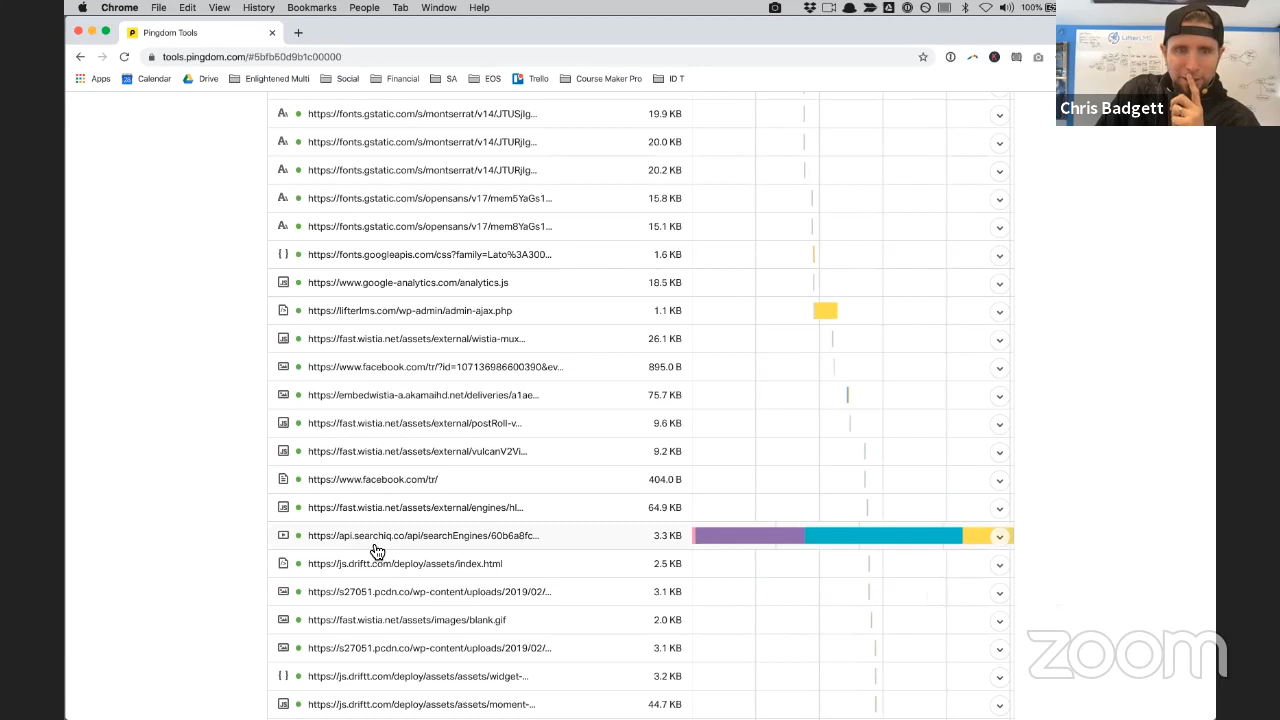 Chrome File Edit View History Bookmarks People Tab Window Help 100%
Pingdom Tools
tools.pingdom.com/#5bfb50d9b1c00000
Apps Calendar Drive Enlightened Multi Social Financial EOS Trello Course Maker Pro ID T
LifterLMS
Chris Badgett
https://fonts.gstatic.com/s/montserrat/v14/JTUSjIg...
https://fonts.gstatic.com/s/montserrat/v14/JTURjIg... 20.0 KB
https://fonts.gstatic.com/s/montserrat/v14/JTURjIg... 20.2 KB
https://fonts.gstatic.com/s/opensans/v17/mem5YaGs1... 15.8 KB
https://fonts.gstatic.com/s/opensans/v17/mem8YaGs1... 15.1 KB
https://fonts.googleapis.com/css?family=Lato%3A300... 1.6 KB
https://www.google-analytics.com/analytics.js 18.5 KB
https://lifterlms.com/wp-admin/admin-ajax.php 1.1 KB
https://fast.wistia.net/assets/external/wistia-mux... 26.1 KB
https://www.facebook.com/tr/?id=107136986600390&ev... 895.0 B
https://embedwistia-a.akamaihd.net/deliveries/a1ae... 75.7 KB
https://fast.wistia.net/assets/external/postRoll-v... 9.6 KB
https://fast.wistia.net/assets/external/vulcanV2Vi... 9.2 KB
https://www.facebook.com/tr/ 404.0 B
https://fast.wistia.net/assets/external/engines/hl... 64.9 KB
https://api.searchiq.co/api/searchEngines/60b6a8fc... 3.3 KB
https://js.driftt.com/deploy/assets/index.html 2.5 KB
https://s27051.pcdn.co/wp-content/uploads/2019/02/... 3.1 KB
https://fast.wistia.net/assets/images/blank.gif 2.0 KB
https://s27051.pcdn.co/wp-content/uploads/2019/02/... 3.1 KB
https://js.driftt.com/deploy/assets/assets/widget-... 3.2 KB
https://js.driftt.com/deploy/assets/assets/moment-... 44.7 KB
zoom